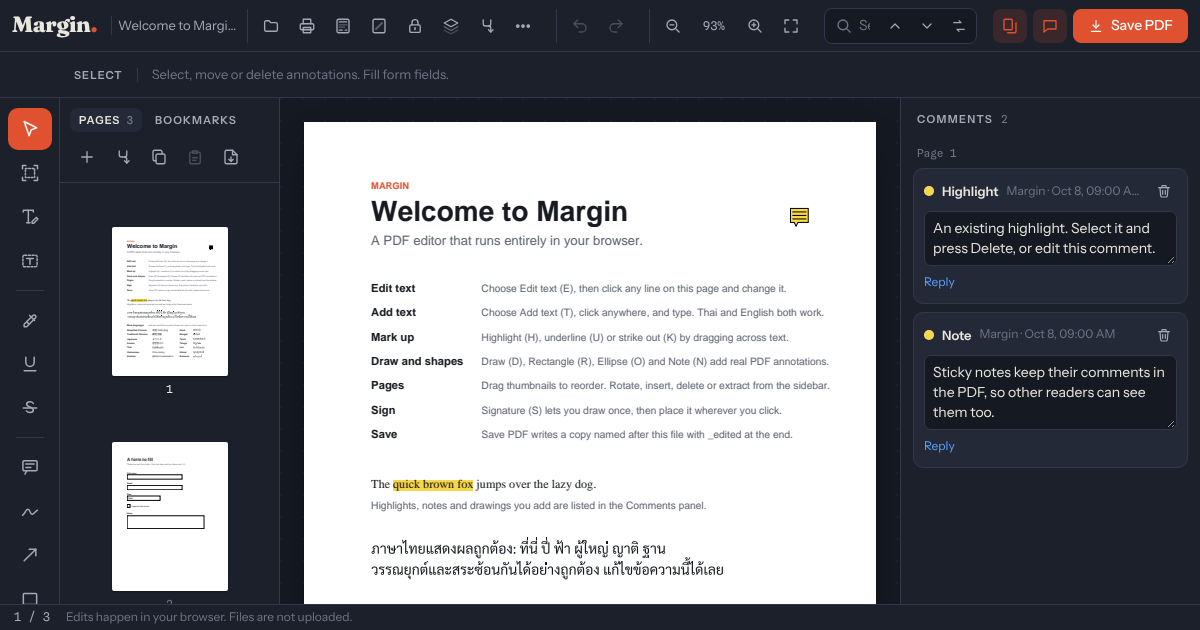 Margin.
Welcome to Margi...
93%
Save PDF
SELECT
Select, move or delete annotations. Fill form fields.
PAGES 3
BOOKMARKS
1
Welcome to Margin
A form to fill
MARGIN
Welcome to Margin
A PDF editor that runs entirely in your browser.
Edit text Choose Edit text (E), then click any line on this page and change it.
Add text Choose Add text (T), click anywhere, and type. Thai and English both work.
Mark up Highlight (H), underline (U) or strike out (K) by dragging across text.
Draw and shapes Draw (D), Rectangle (R), Ellipse (O) and Note (N) add real PDF annotations.
Pages Drag thumbnails to reorder. Rotate, insert, delete or extract from the sidebar.
Sign Signature (S) lets you draw once, then place it wherever you click.
Save Save PDF writes a copy named after this file with _edited at the end.
The quick brown fox jumps over the lazy dog.
Highlights, notes and drawings you add are listed in the Comments panel.
ภาษาไทยแสดงผลถูกต้อง: ที่นี่ ปี่ ฟ้า ผู้ใหญ่ ญาติ ฐาน
วรรณยุกต์และสระซ้อนกันได้อย่างถูกต้อง แก้ไขข้อความนี้ได้เลย
COMMENTS 2
Page 1
Highlight Margin · Oct 8, 09:00 A...
An existing highlight. Select it and
press Delete, or edit this comment.
Reply
Note Margin · Oct 8, 09:00 AM
Sticky notes keep their comments in
the PDF, so other readers can see
them too.
Reply
1 / 3 Edits happen in your browser. Files are not uploaded.